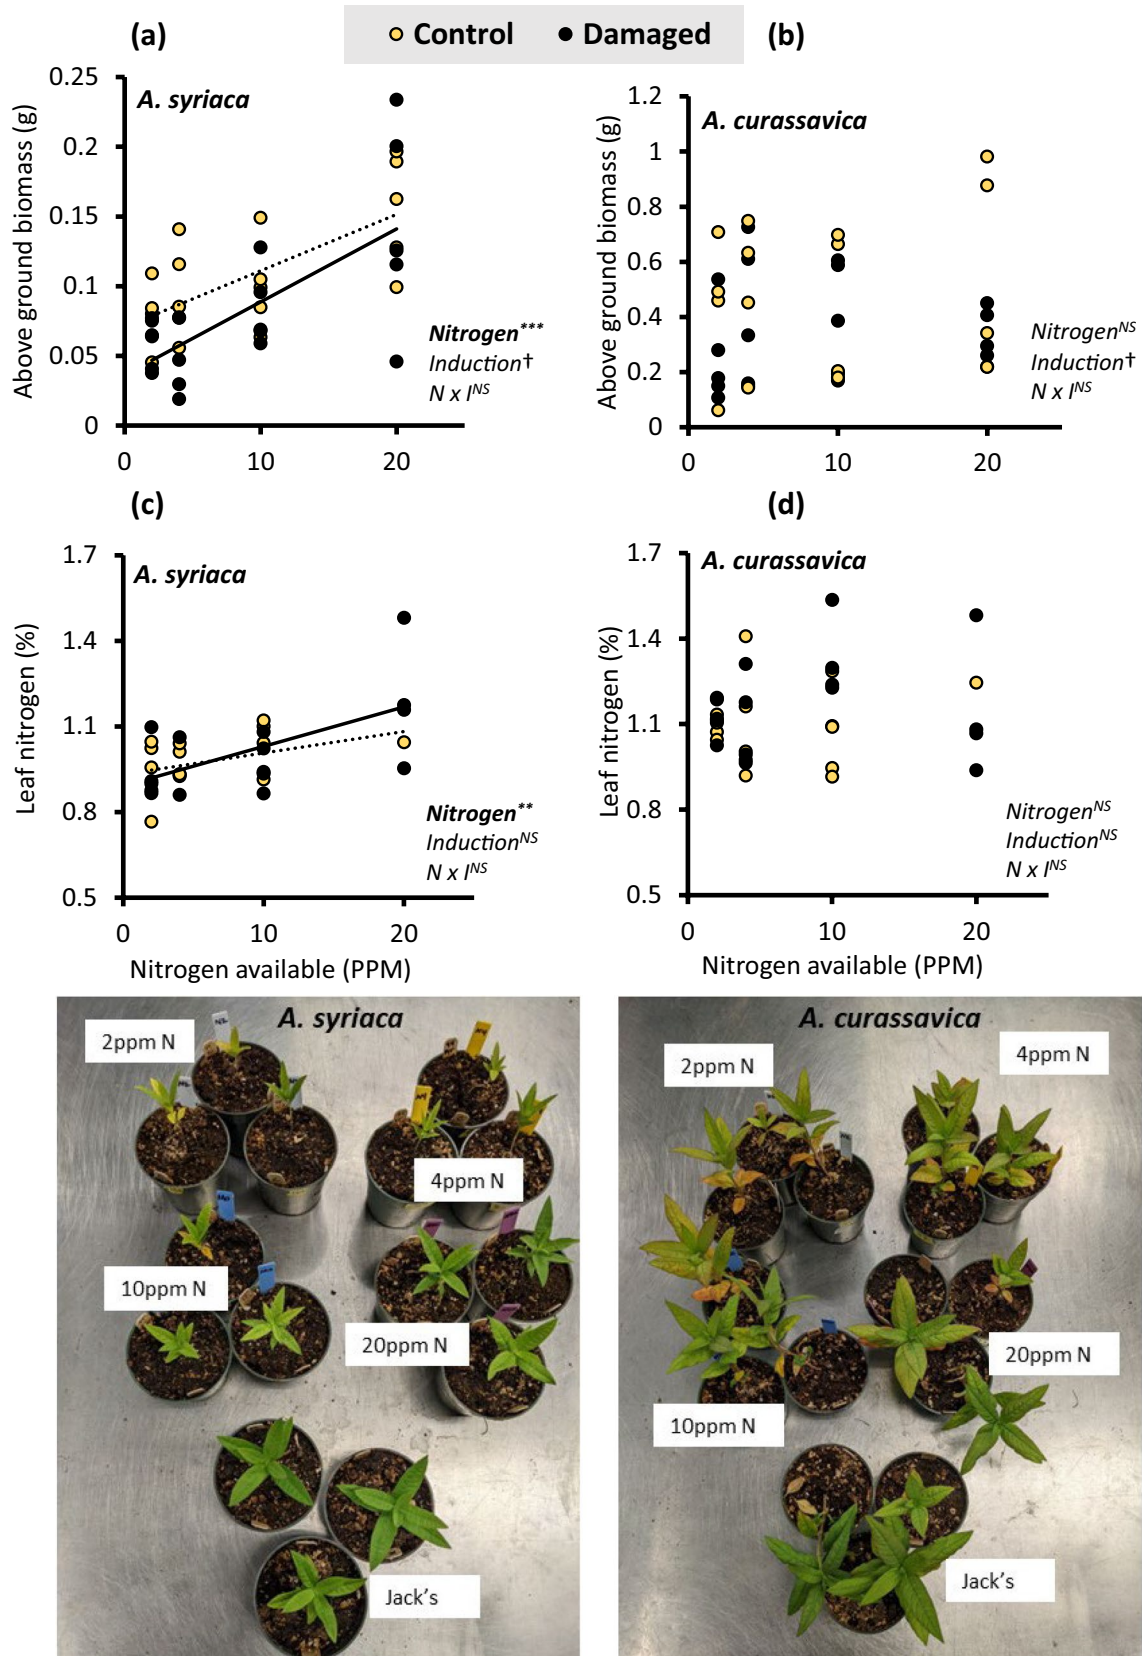 (a)
Control
Damaged
(b)
0.25
0.2
0.15
0.1
0.05
0
Above ground biomass (g)
A. syriaca
Nitrogen***
Induction†
N x I^NS
0 10 20
1.2
1
0.8
0.6
0.4
0.2
0
Above ground biomass (g)
A. curassavica
Nitrogen^NS
Induction†
N x I^NS
0 10 20
(c)
1.7
1.4
1.1
0.8
0.5
Leaf nitrogen (%)
A. syriaca
Nitrogen**
Induction^NS
N x I^NS
0 10 20
Nitrogen available (PPM)
(d)
1.7
1.4
1.1
0.8
0.5
Leaf nitrogen (%)
A. curassavica
Nitrogen^NS
Induction^NS
N x I^NS
0 10 20
Nitrogen available (PPM)
A. syriaca
2ppm N
4ppm N
10ppm N
20ppm N
Jack's
A. curassavica
2ppm N
4ppm N
20ppm N
10ppm N
Jack's